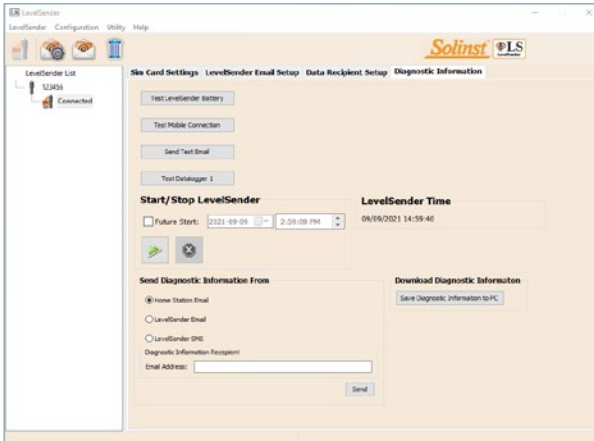 LevelSender
LevelSender Configuration Utility Help
Solinst LS
LevelSender
LevelSender List
123456
Connected
Sim Card Settings LevelSender Email Setup Data Recipient Setup Diagnostic Information
Test LevelSender Battery
Test Mobile Connection
Send Test Email
Test Datalogger 1
Start/Stop LevelSender
Future Start: 2021-09-09 2:56:09 PM
LevelSender Time
09/09/2021 14:59:40
Send Diagnostic Information From
Home Station Email
LevelSender Email
LevelSender SMS
Diagnostic Information Recipient
Email Address:
Send
Download Diagnostic Informaton
Save Diagnostic Information to PC